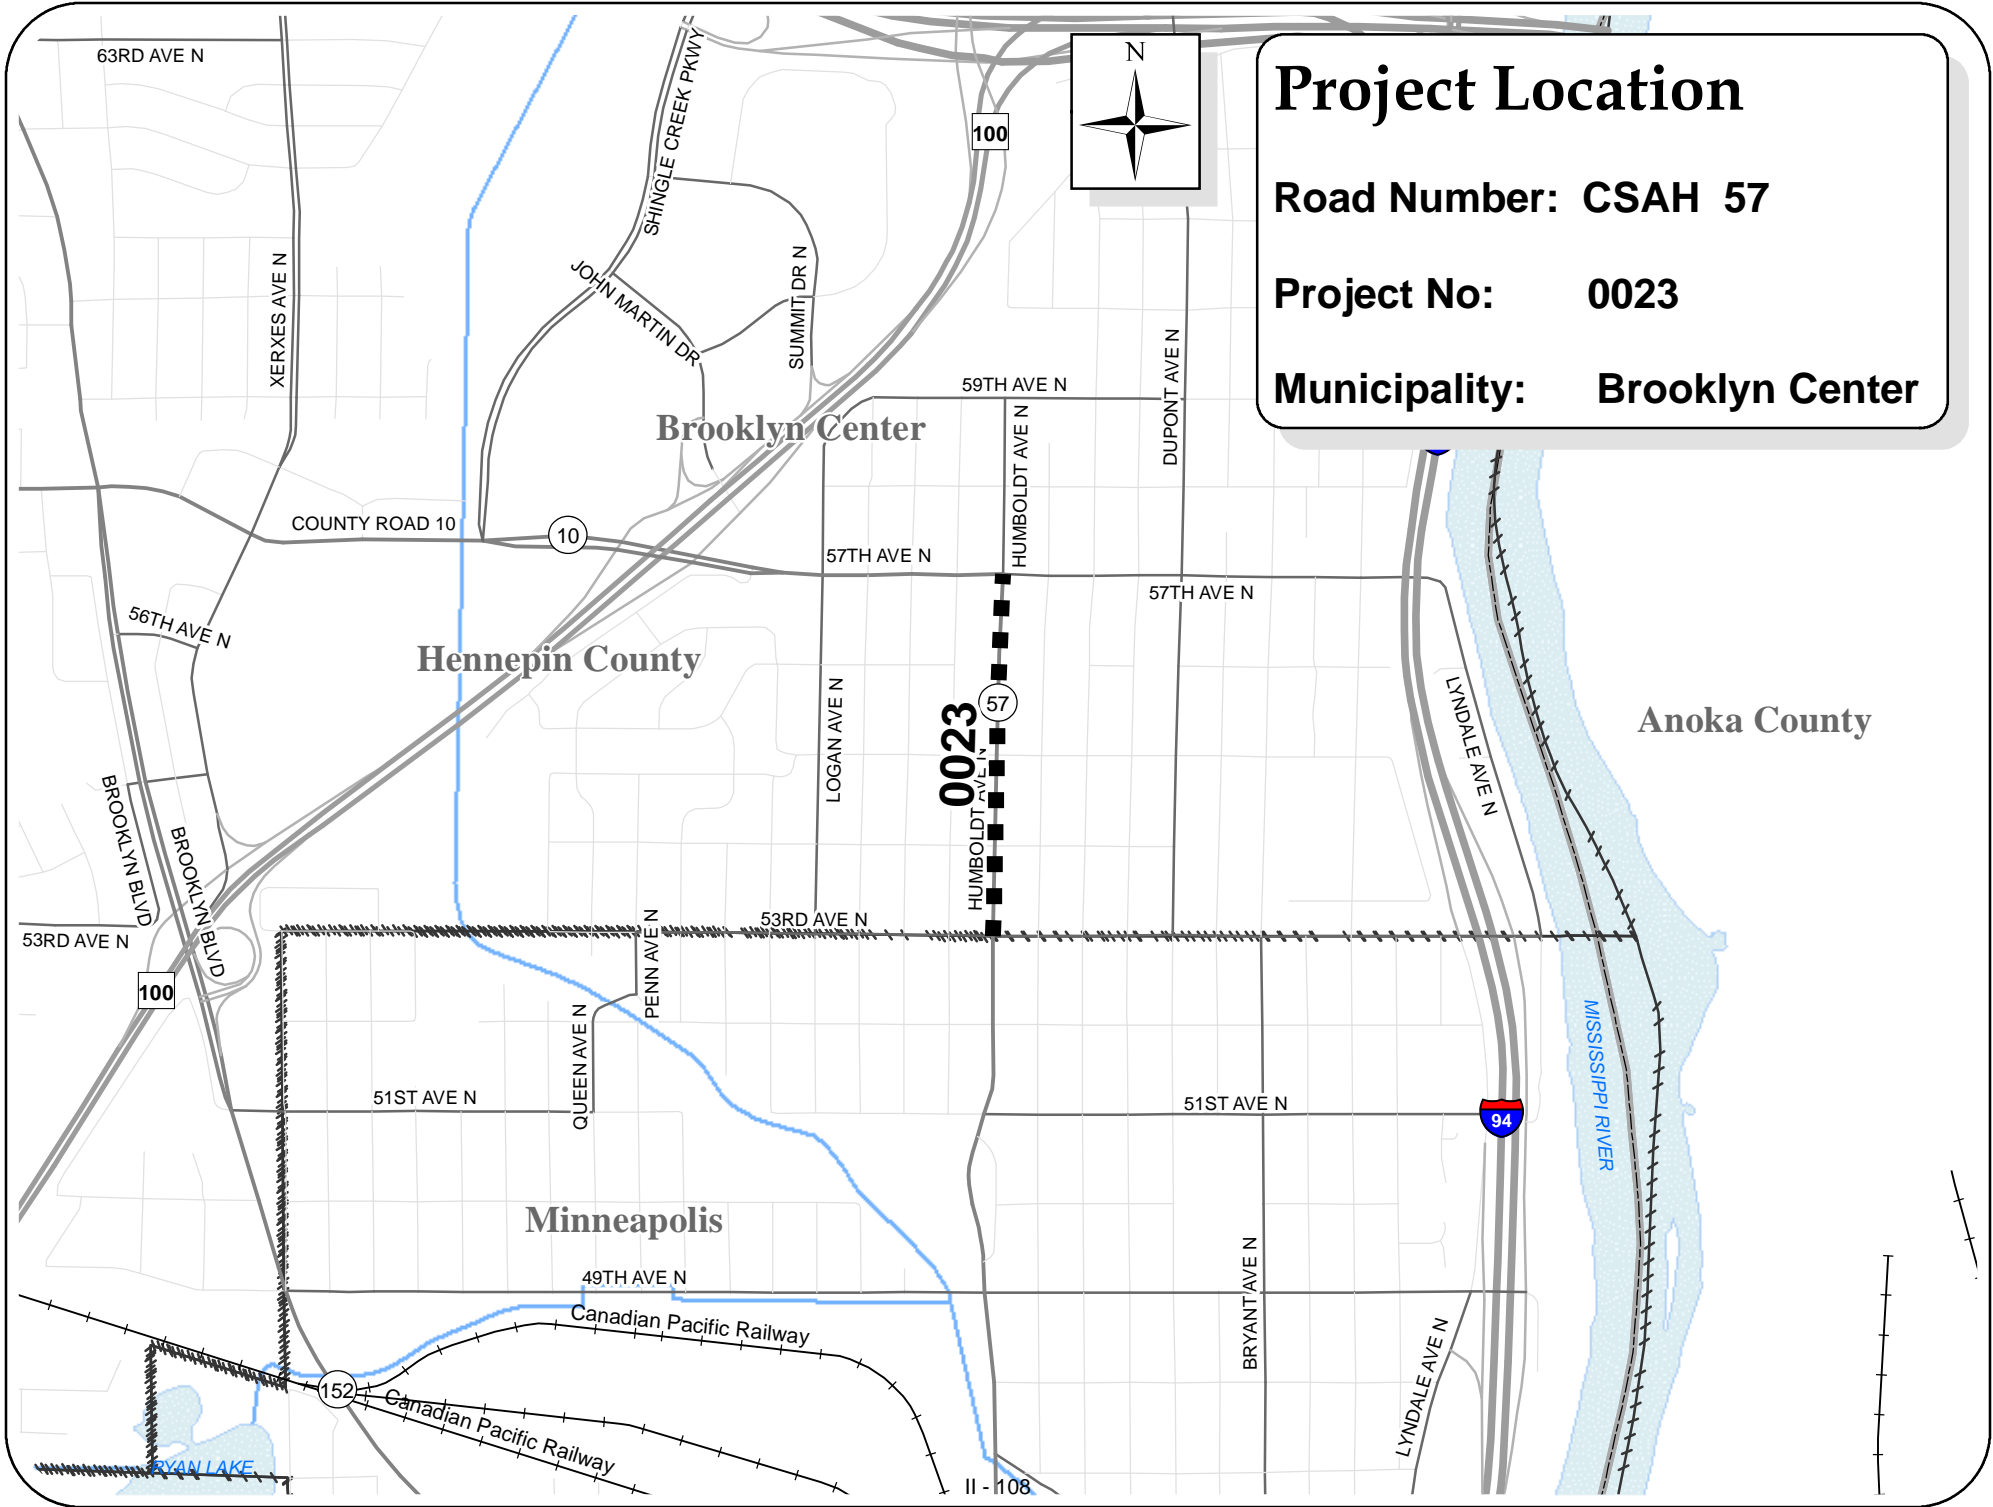 Project Location
Road Number: CSAH 57
Project No: 0023
Municipality: Brooklyn Center
N
63RD AVE N
SHINGLE CREEK PKWY
100
XERXES AVE N
JOHN MARTIN DR
SUMMIT DR N
DUPONT AVE N
59TH AVE N
HUMBOLDT AVE N
Brooklyn Center
COUNTY ROAD 10
10
57TH AVE N
57TH AVE N
56TH AVE N
Hennepin County
LOGAN AVE N
0023
57
HUMBOLDT AVE N
LYNDALE AVE N
Anoka County
BROOKLYN BLVD
BROOKLYN BLVD
53RD AVE N
53RD AVE N
100
PENN AVE N
QUEEN AVE N
MISSISSIPPI RIVER
51ST AVE N
51ST AVE N
94
Minneapolis
49TH AVE N
BRYANT AVE N
Canadian Pacific Railway
LYNDALE AVE N
152
Canadian Pacific Railway
RYAN LAKE
II - 108